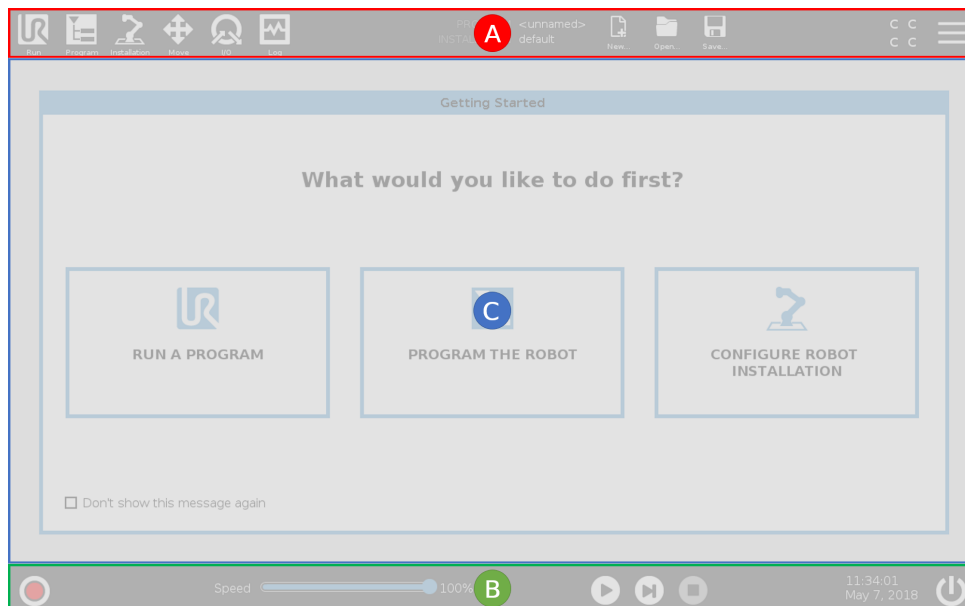 Run Program Installation Move I/O Log
A
<unnamed>
default
New... Open... Save...
C C
C C
Getting Started
What would you like to do first?
C
RUN A PROGRAM
PROGRAM THE ROBOT
CONFIGURE ROBOT
INSTALLATION
Don't show this message again
Speed 100%
B
11:34:01
May 7, 2018